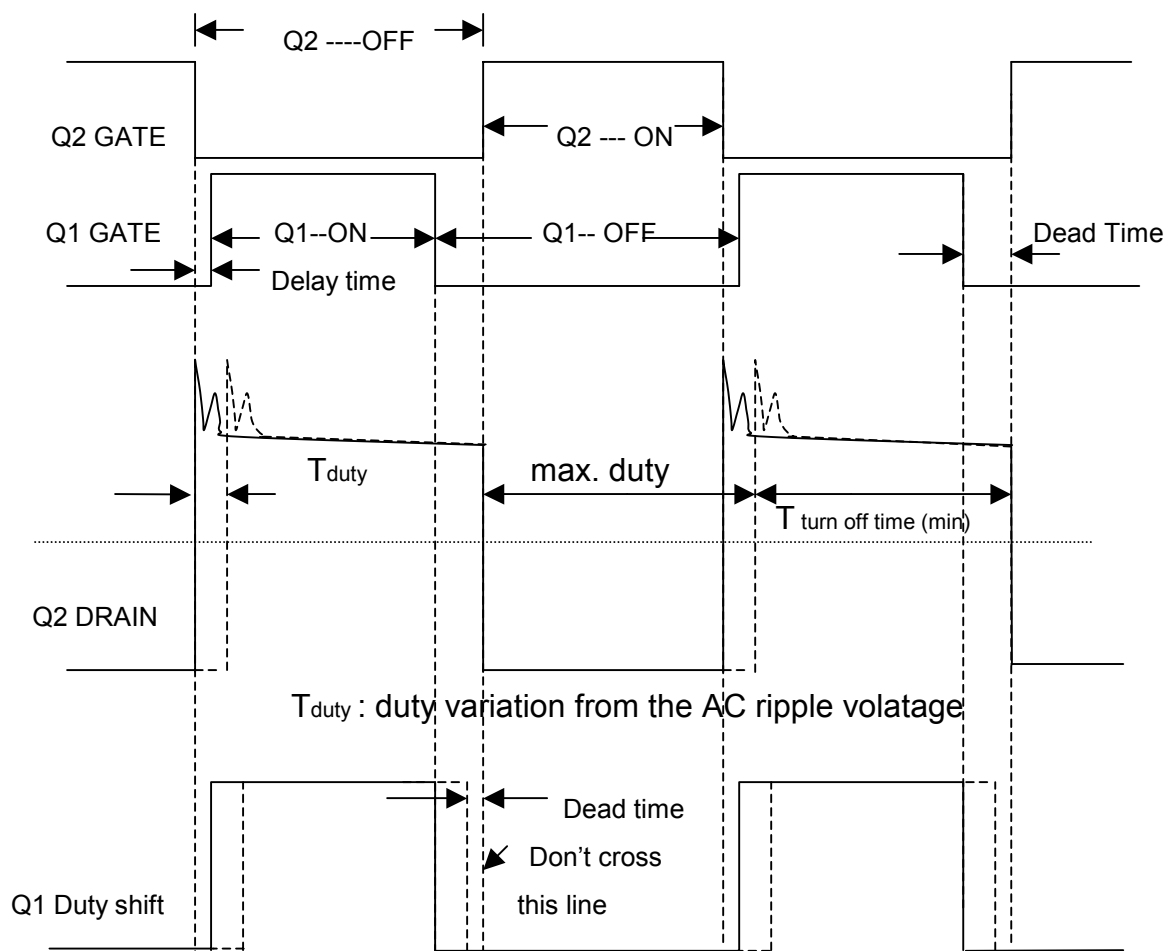 Q2 ----OFF
Q2 GATE
Q2 --- ON
Q1 GATE
Q1--ON
Q1-- OFF
Dead Time
Delay time
Tduty
max. duty
T turn off time (min)
Q2 DRAIN
Tduty : duty variation from the AC ripple volatage
Dead time
Don’t cross
this line
Q1 Duty shift